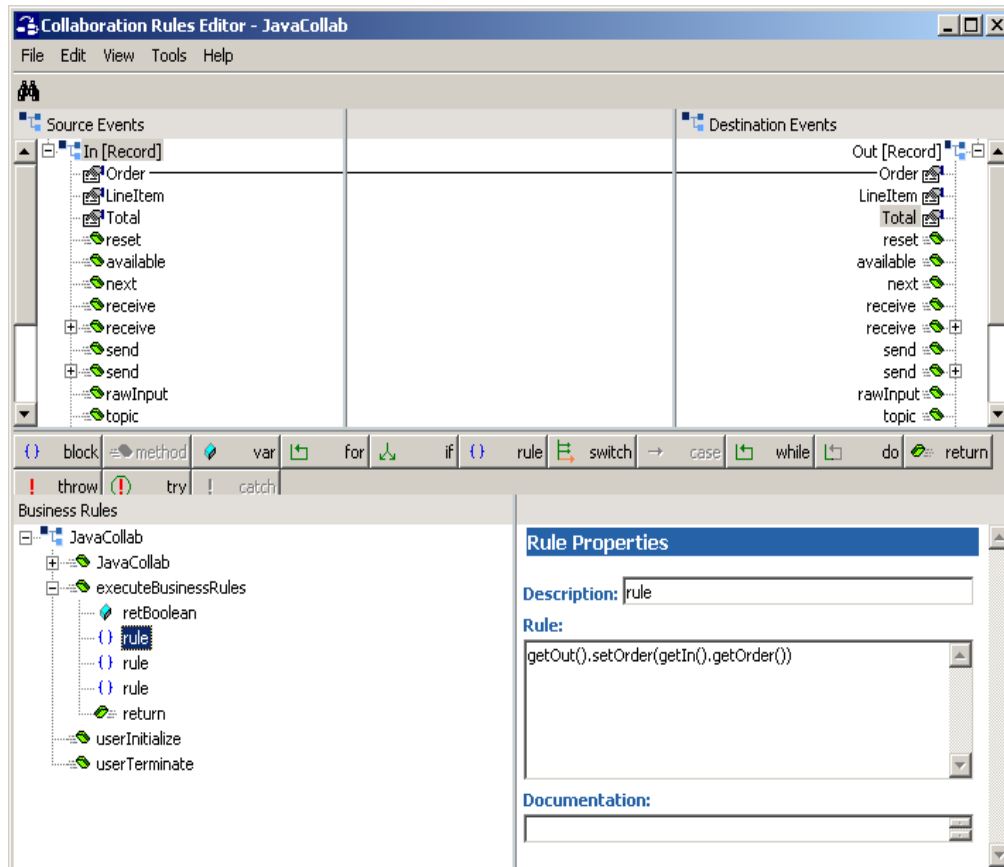 Collaboration Rules Editor - JavaCollab
File Edit View Tools Help
Source Events Destination Events
In [Record] Out [Record]
Order Order
LineItem LineItem
Total Total
reset reset
available available
next next
receive receive
receive receive
send send
send send
rawInput rawInput
topic topic
block method var for if rule switch case while do return
throw try catch
Business Rules
JavaCollab
JavaCollab
executeBusinessRules
retBoolean
rule
rule
rule
return
userInitialize
userTerminate
Rule Properties
Description: rule
Rule:
getOut().setOrder(getIn().getOrder())
Documentation: